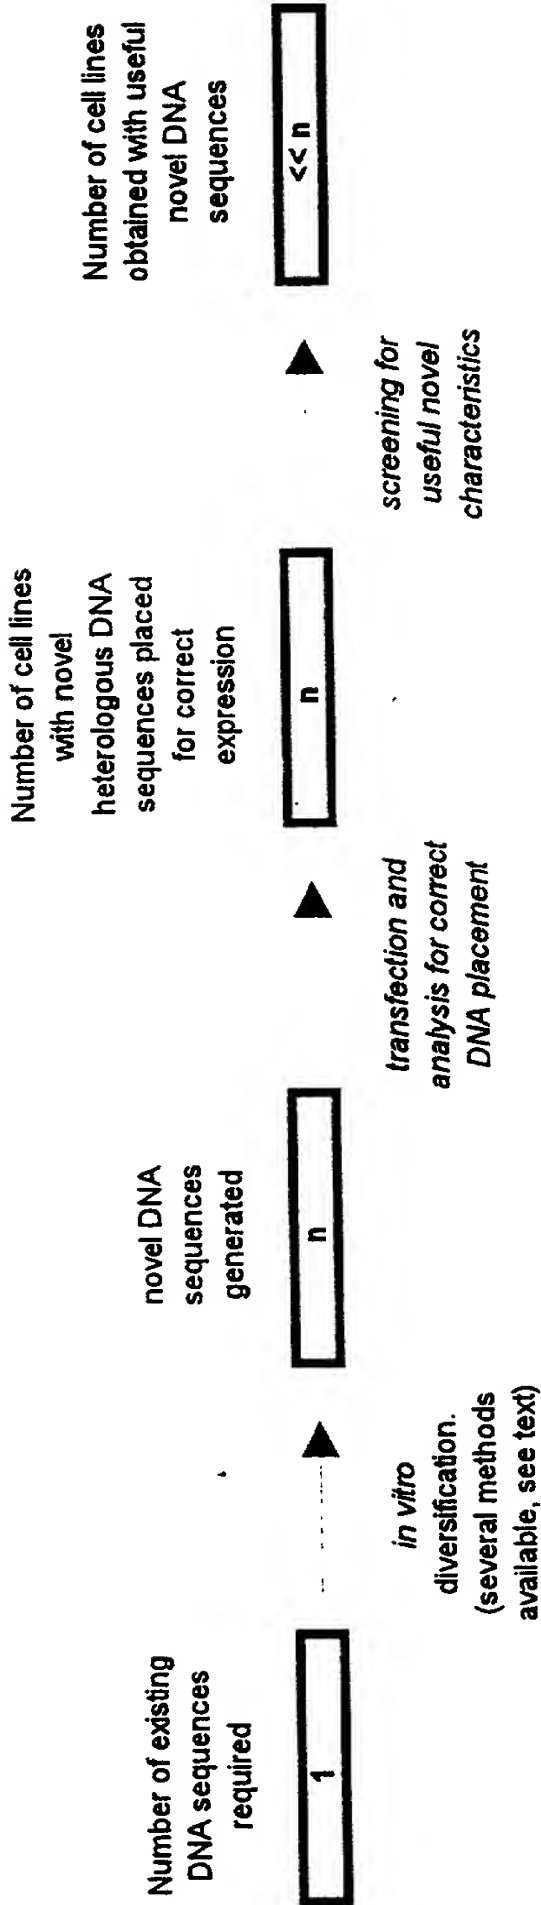 Number of existing
DNA sequences
required
1
in vitro
diversification.
(several methods
available, see text)
novel DNA
sequences
generated
n
transfection and
analysis for correct
DNA placement
Number of cell lines
with novel
heterologous DNA
sequences placed
for correct
expression
n
screening for
useful novel
characteristics
Number of cell lines
obtained with useful
novel DNA
sequences
<< n